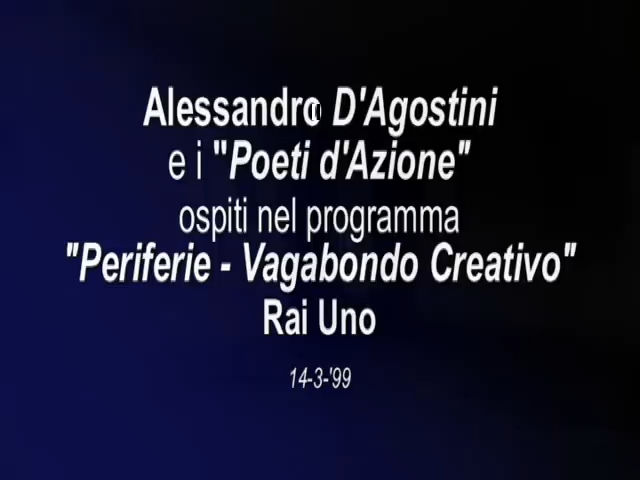 Alessandro D'Agostini
e i "Poeti d'Azione"
ospiti nel programma
"Periferie - Vagabondo Creativo"
Rai Uno
14-3-'99